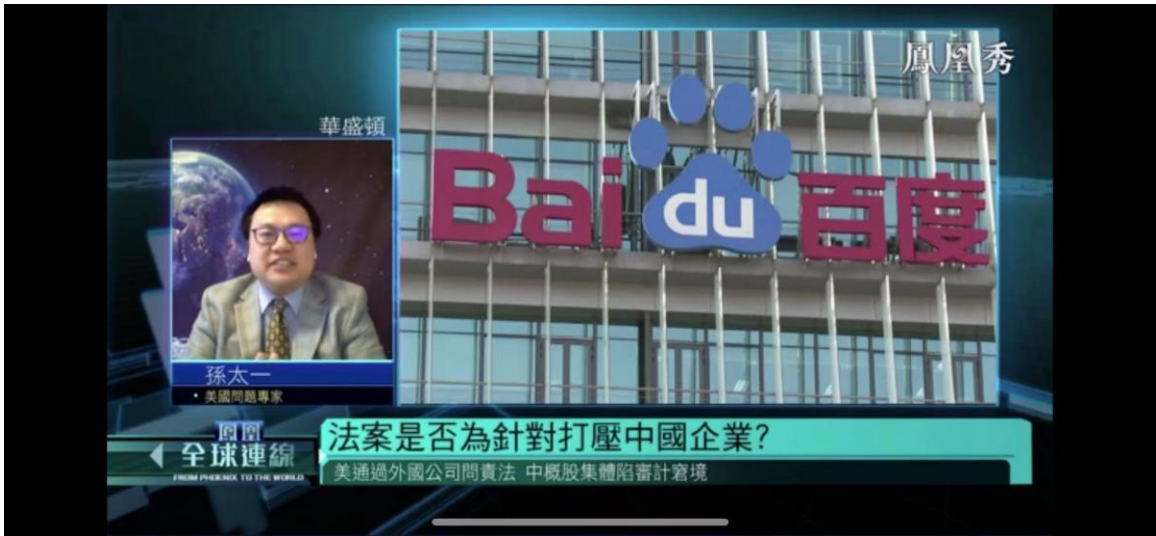 鳳凰秀
華盛頓
Baidu百度
孫太一
• 美國問題專家
鳳凰
全球連線
FROM PHOENIX TO THE WORLD
法案是否為針對打壓中國企業?
美通過外國公司問責法 中概股集體陷審計窘境